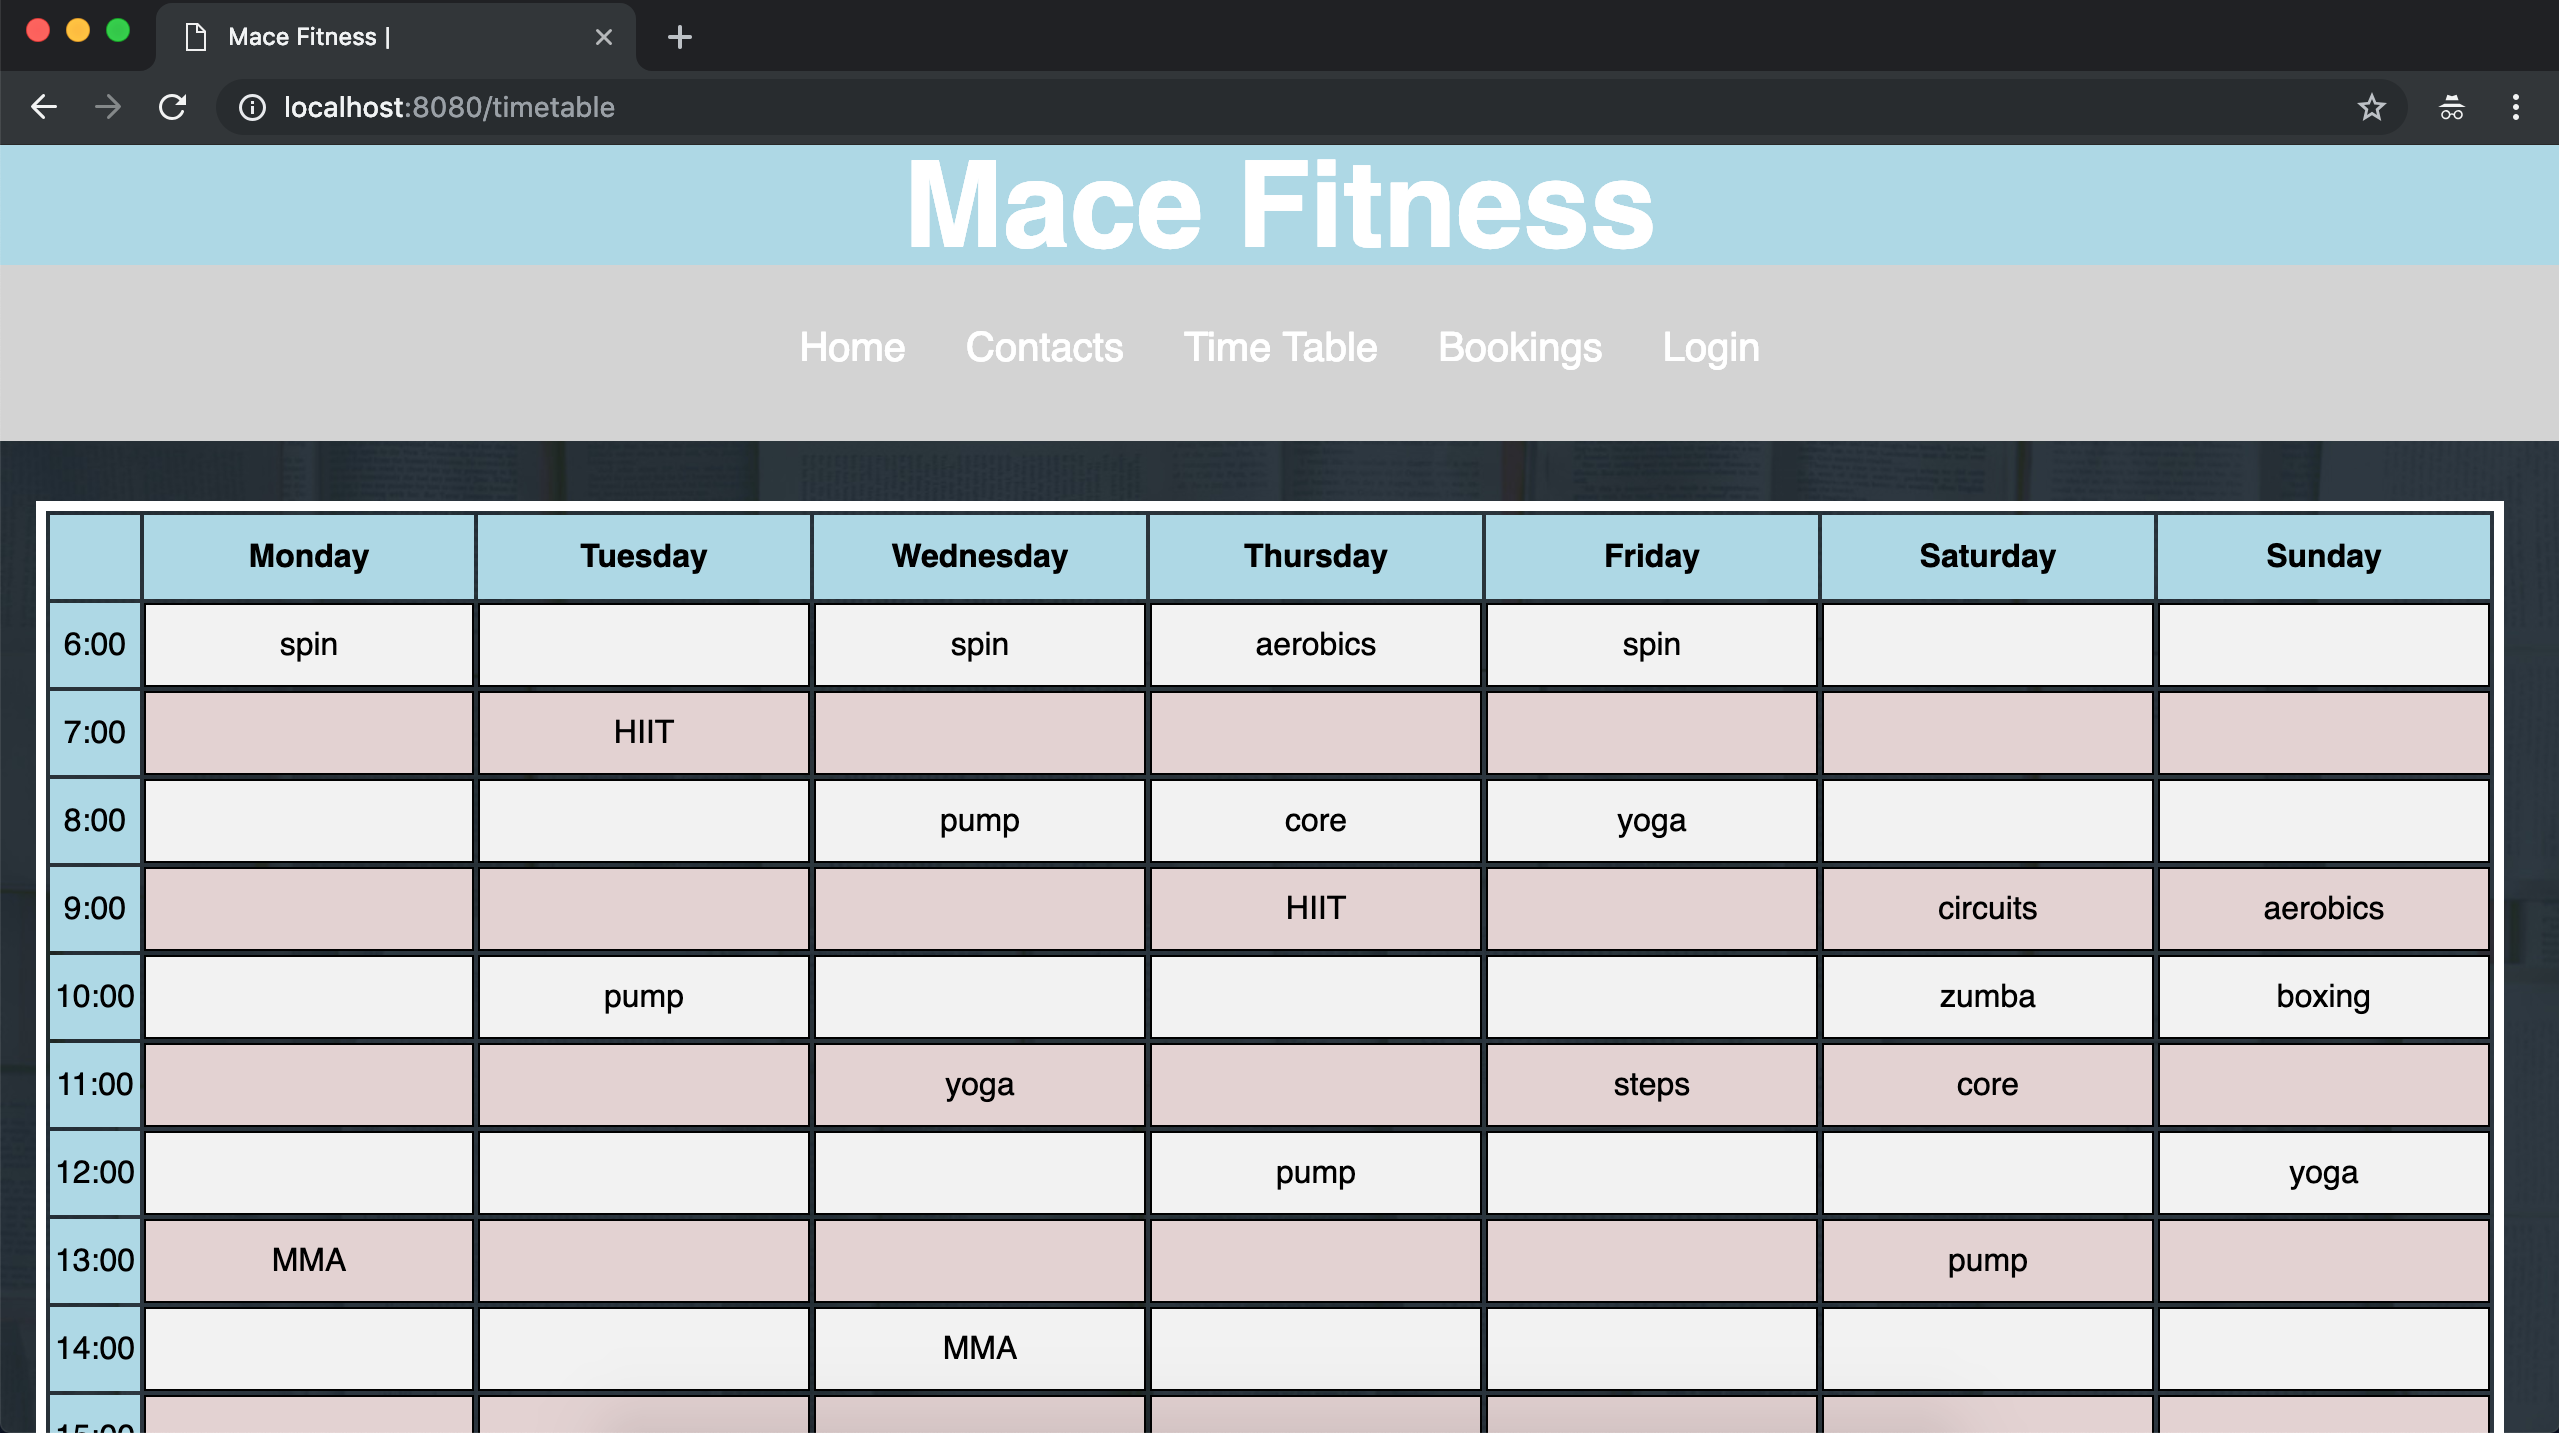 Mace Fitness |
localhost:8080/timetable
Mace Fitness
Home Contacts Time Table Bookings Login
Monday Tuesday Wednesday Thursday Friday Saturday Sunday
6:00 spin spin aerobics spin
7:00 HIIT
8:00 pump core yoga
9:00 HIIT circuits aerobics
10:00 pump zumba boxing
11:00 yoga steps core
12:00 pump yoga
13:00 MMA pump
14:00 MMA
15:00